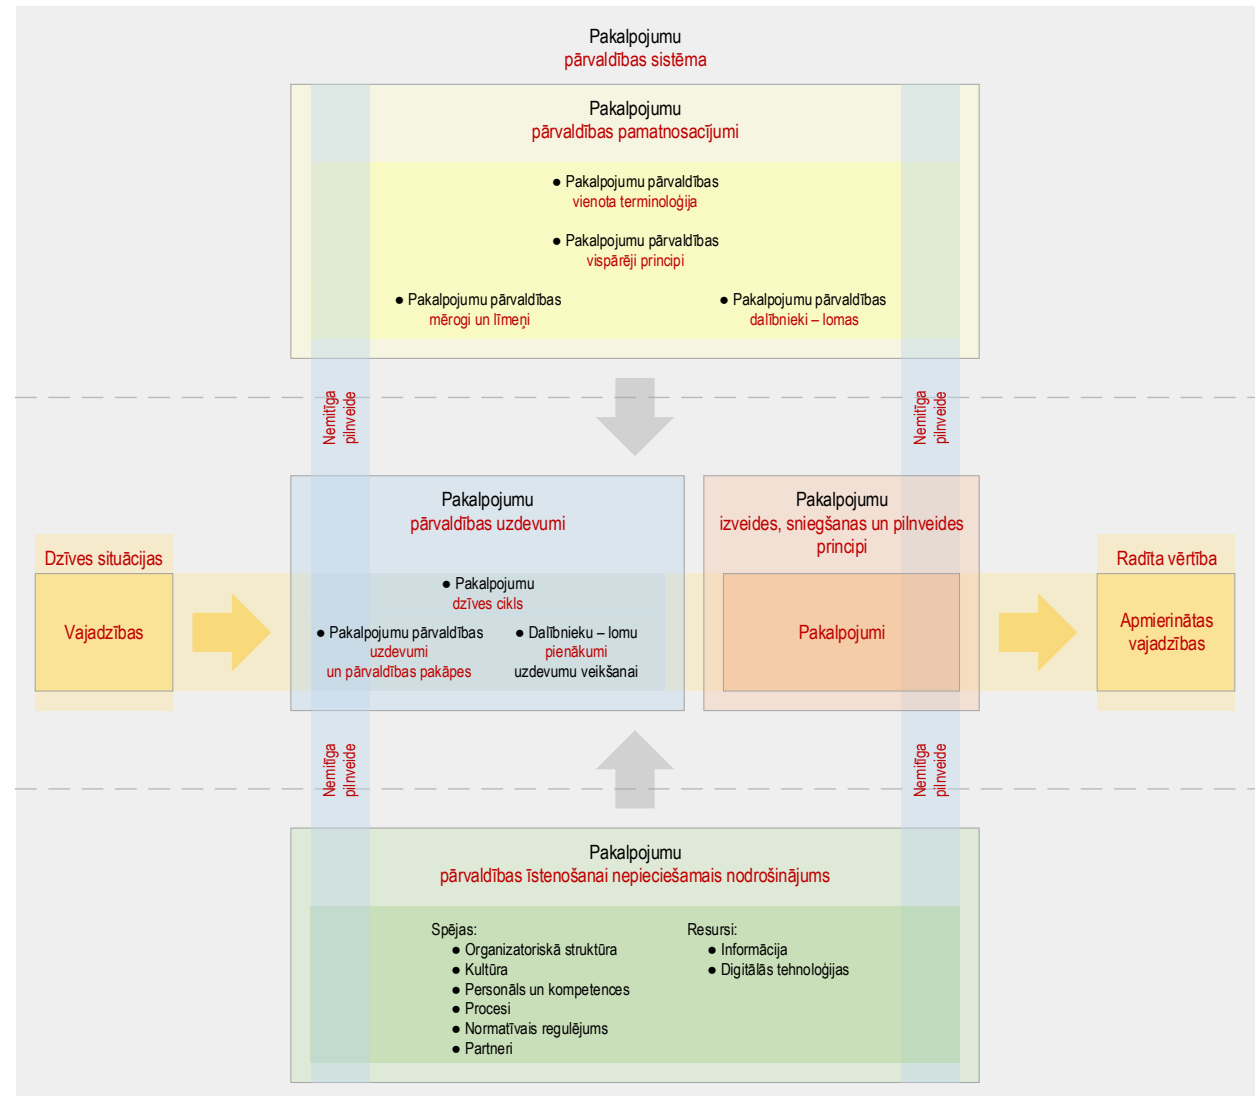 Pakalpojumu
pārvaldības sistēma
Pakalpojumu
pārvaldības pamatnosacījumi
● Pakalpojumu pārvaldības
vienota terminoloģija
● Pakalpojumu pārvaldības
vispārēji principi
● Pakalpojumu pārvaldības
mērogi un līmeņi
● Pakalpojumu pārvaldības
dalībnieki – lomas
Nemitīga
pilnveide
Nemitīga
pilnveide
Dzīves situācijas
Vajadzības
Pakalpojumu
pārvaldības uzdevumi
● Pakalpojumu
dzīves cikls
● Pakalpojumu pārvaldības
uzdevumi
un pārvaldības pakāpes
● Dalībnieku – lomu
pienākumi
uzdevumu veikšanai
Pakalpojumu
izveides, sniegšanas un pilnveides
principi
Pakalpojumi
Radīta vērtība
Apmierinātas
vajadzības
Nemitīga
pilnveide
Nemitīga
pilnveide
Pakalpojumu
pārvaldības īstenošanai nepieciešamais nodrošinājums
Spējas:
● Organizatoriskā struktūra
● Kultūra
● Personāls un kompetences
● Procesi
● Normatīvais regulējums
● Partneri
Resursi:
● Informācija
● Digitālās tehnoloģijas